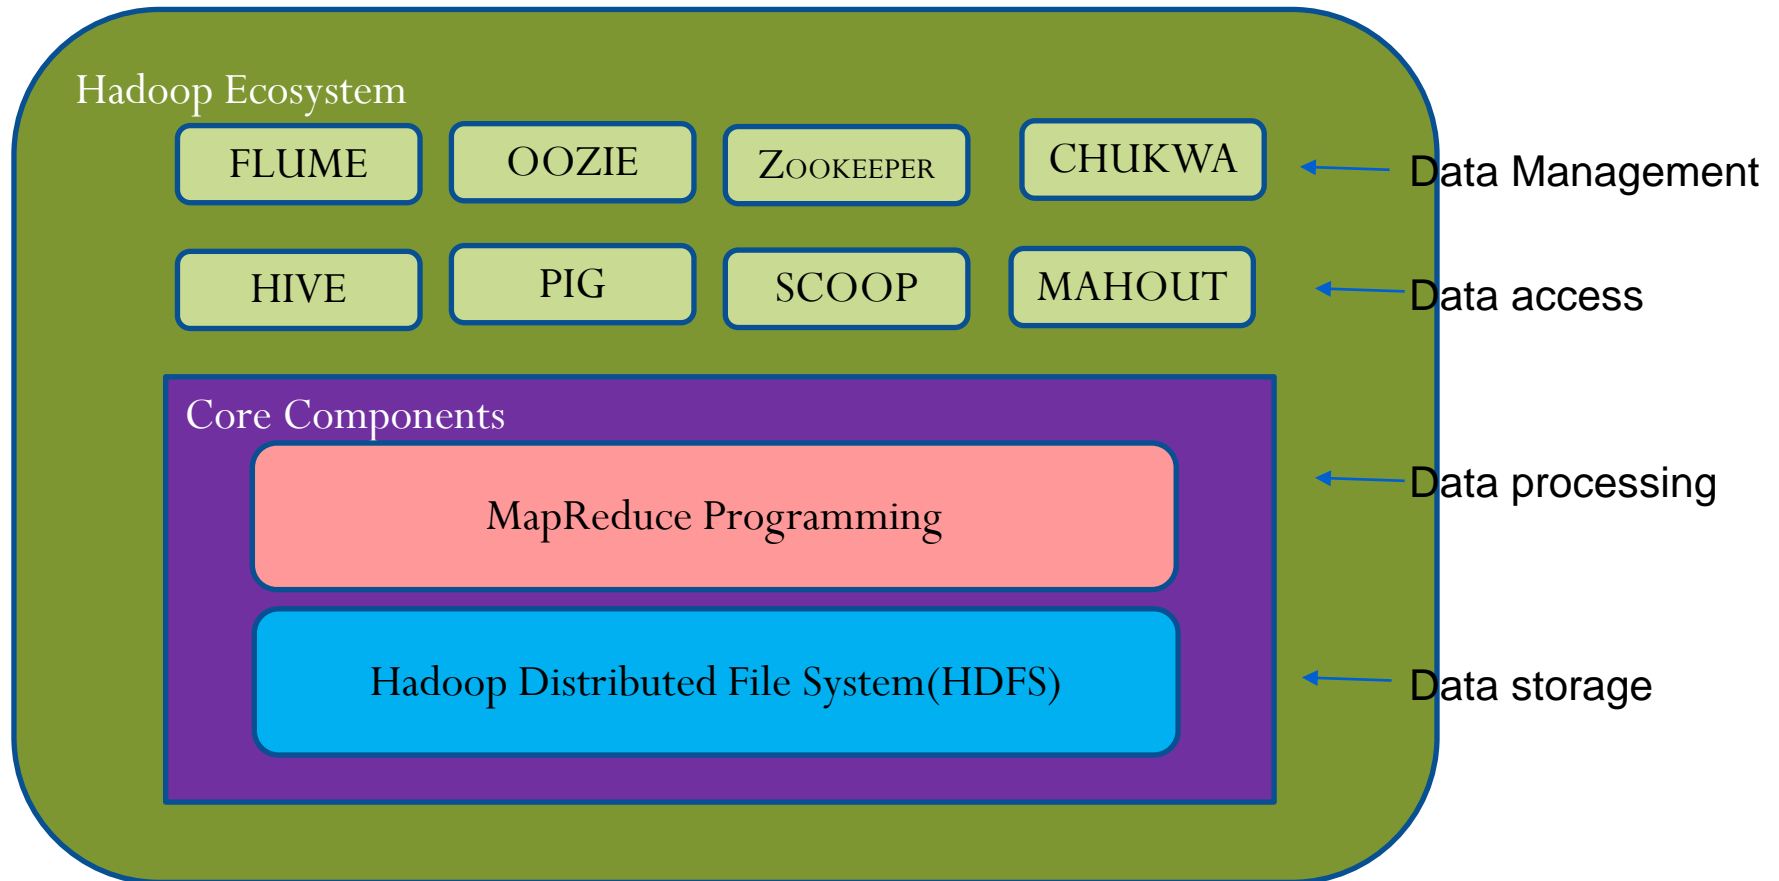 Hadoop Ecosystem
FLUME
OOZIE
ZOOKEEPER
CHUKWA
Data Management
HIVE
PIG
SCOOP
MAHOUT
Data access
Core Components
MapReduce Programming
Data processing
Hadoop Distributed File System(HDFS)
Data storage